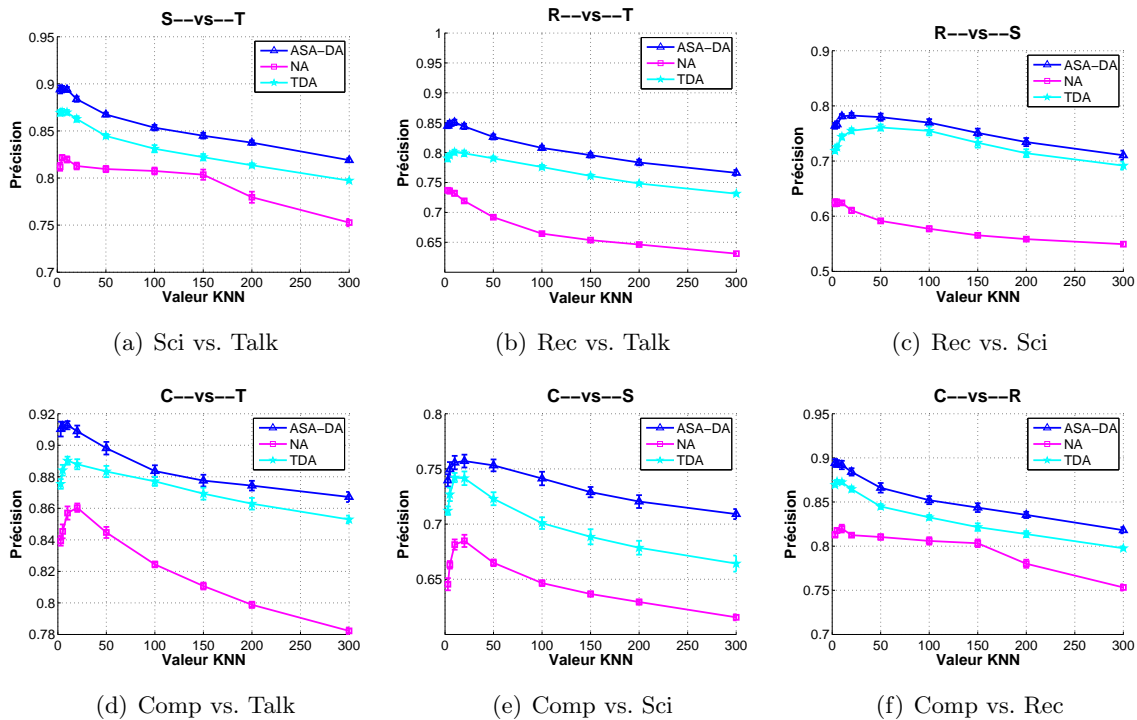 S--vs--T
0.95
0.9
0.85
0.8
0.75
0.7
Précision
0 50 100 150 200 250 300
Valeur KNN
ASA-DA
NA
TDA
(a) Sci vs. Talk
R--vs--T
1
0.95
0.9
0.85
0.8
0.75
0.7
0.65
Précision
0 50 100 150 200 250 300
Valeur KNN
ASA-DA
NA
TDA
(b) Rec vs. Talk
R--vs--S
0.9
0.8
0.7
0.6
0.5
Précision
0 50 100 150 200 250 300
Valeur KNN
ASA-DA
NA
TDA
(c) Rec vs. Sci
C--vs--T
0.92
0.9
0.88
0.86
0.84
0.82
0.8
0.78
Précision
0 50 100 150 200 250 300
Valeur KNN
ASA-DA
NA
TDA
(d) Comp vs. Talk
C--vs--S
0.8
0.75
0.7
0.65
Précision
0 50 100 150 200 250 300
Valeur KNN
ASA-DA
NA
TDA
(e) Comp vs. Sci
C--vs--R
0.95
0.9
0.85
0.8
0.75
0.7
Précision
0 50 100 150 200 250 300
Valeur KNN
ASA-DA
NA
TDA
(f) Comp vs. Rec